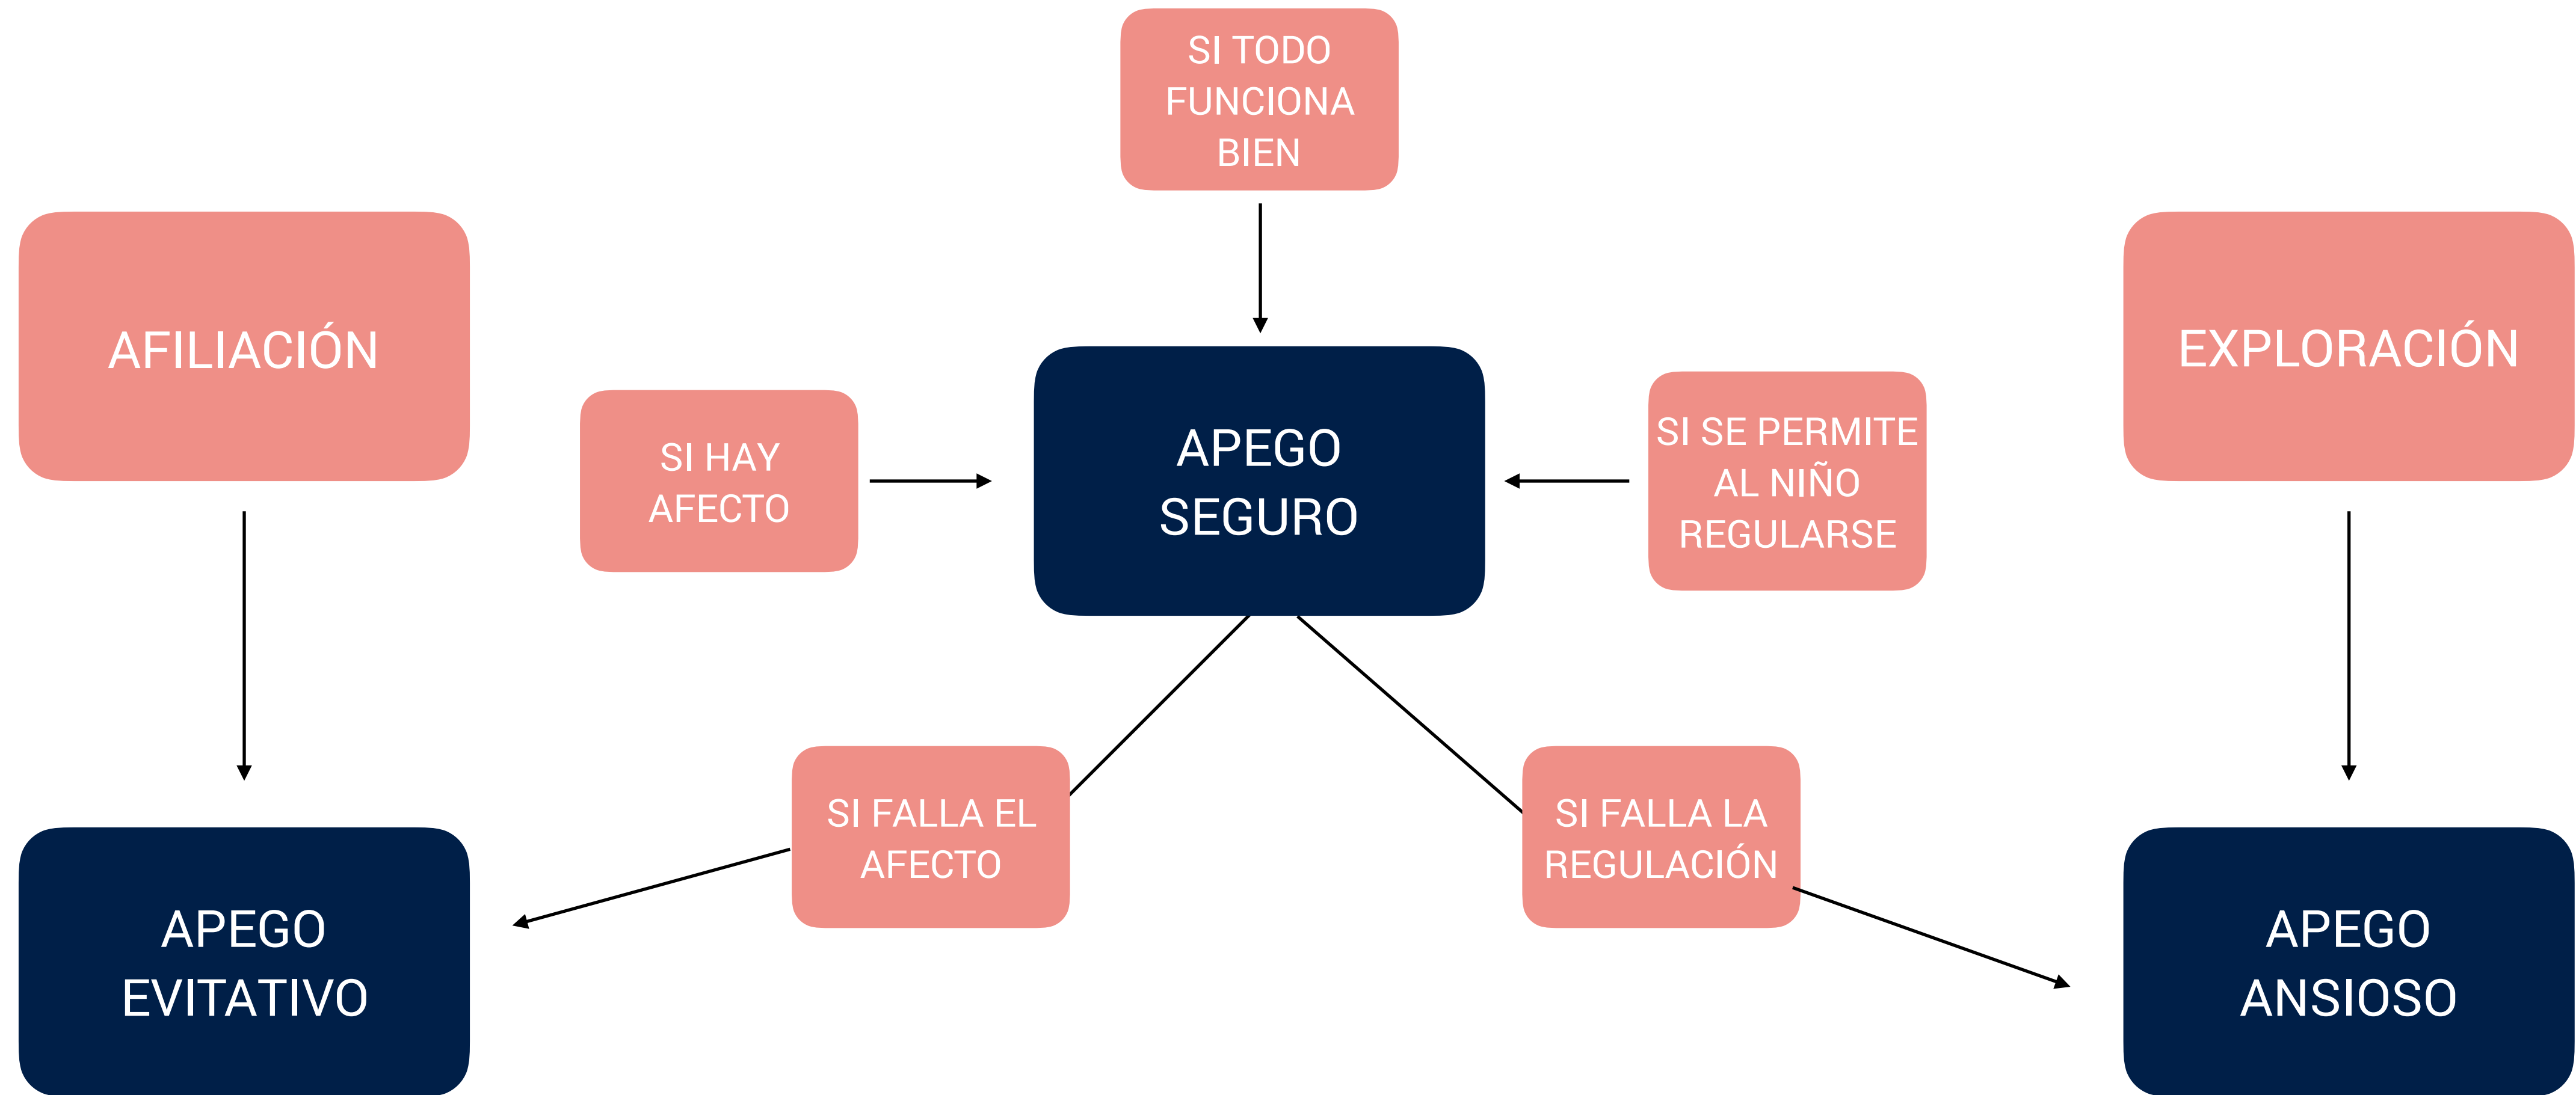 SI TODO
FUNCIONA
BIEN
AFILIACIÓN
EXPLORACIÓN
SI HAY
AFECTO
APEGO
SEGURO
SI SE PERMITE
AL NIÑO
REGULARSE
SI FALLA EL
AFECTO
SI FALLA LA
REGULACIÓN
APEGO
EVITATIVO
APEGO
ANSIOSO